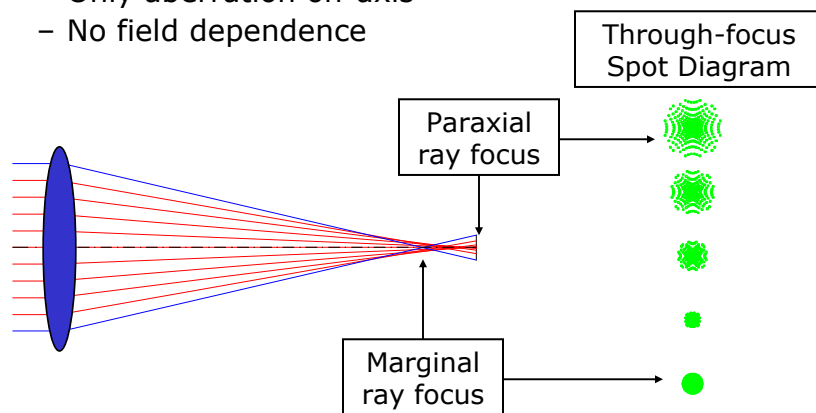 – No field dependence
Through-focus
Spot Diagram
Paraxial
ray focus
Marginal
ray focus